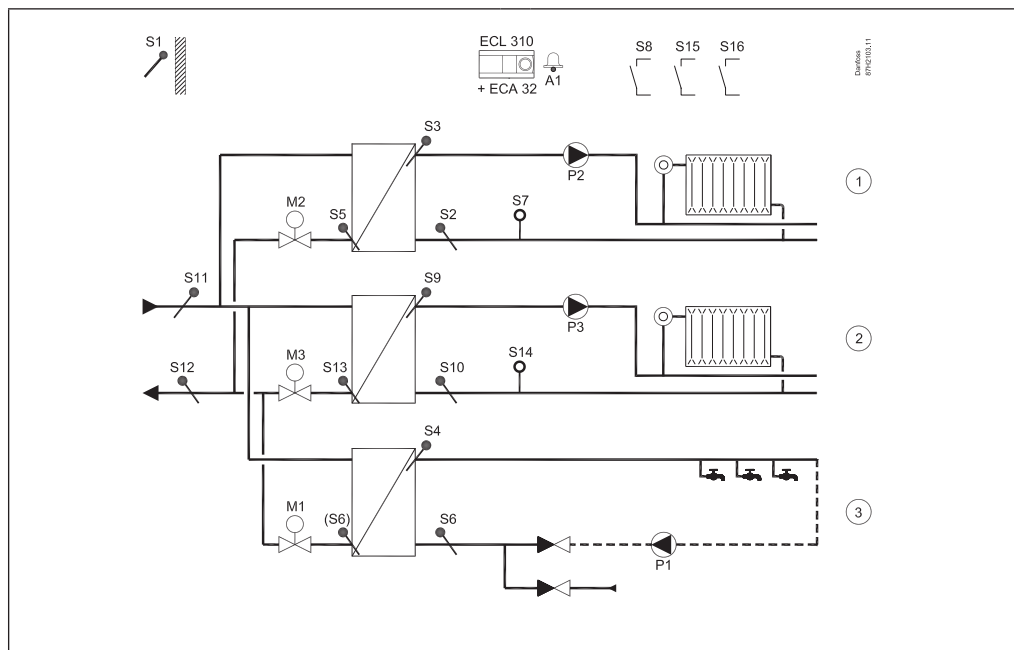 S1
ECL 310
A1
+ ECA 32
S8
S15
S16
Danfoss
87H2103.11
S3
P2
1
M2
S5
S2
S7
S11
S9
P3
2
S12
M3
S13
S10
S14
S4
M1
(S6)
S6
P1
3